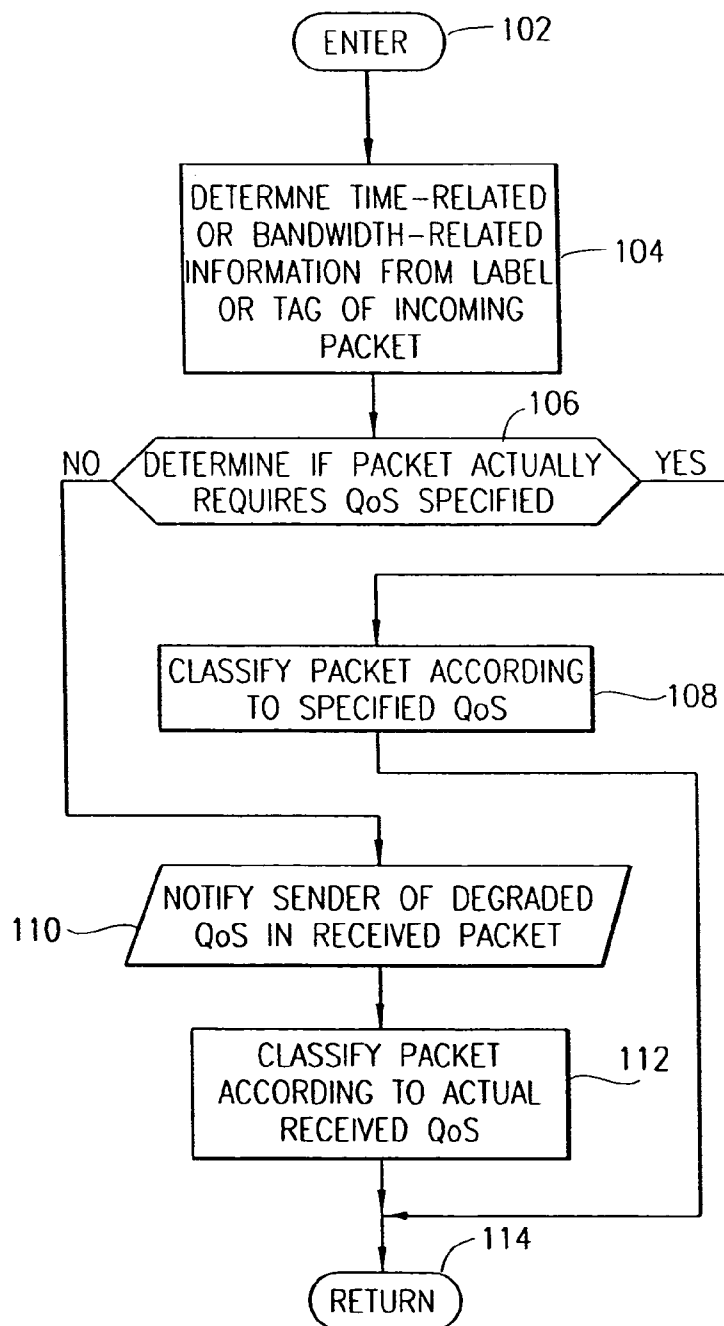 ENTER
102
DETERMNE TIME-RELATED
OR BANDWIDTH-RELATED
INFORMATION FROM LABEL
OR TAG OF INCOMING
PACKET
104
106
NO
DETERMINE IF PACKET ACTUALLY
REQUIRES QoS SPECIFIED
YES
CLASSIFY PACKET ACCORDING
TO SPECIFIED QoS
108
NOTIFY SENDER OF DEGRADED
QoS IN RECEIVED PACKET
110
CLASSIFY PACKET
ACCORDING TO ACTUAL
RECEIVED QoS
112
114
RETURN